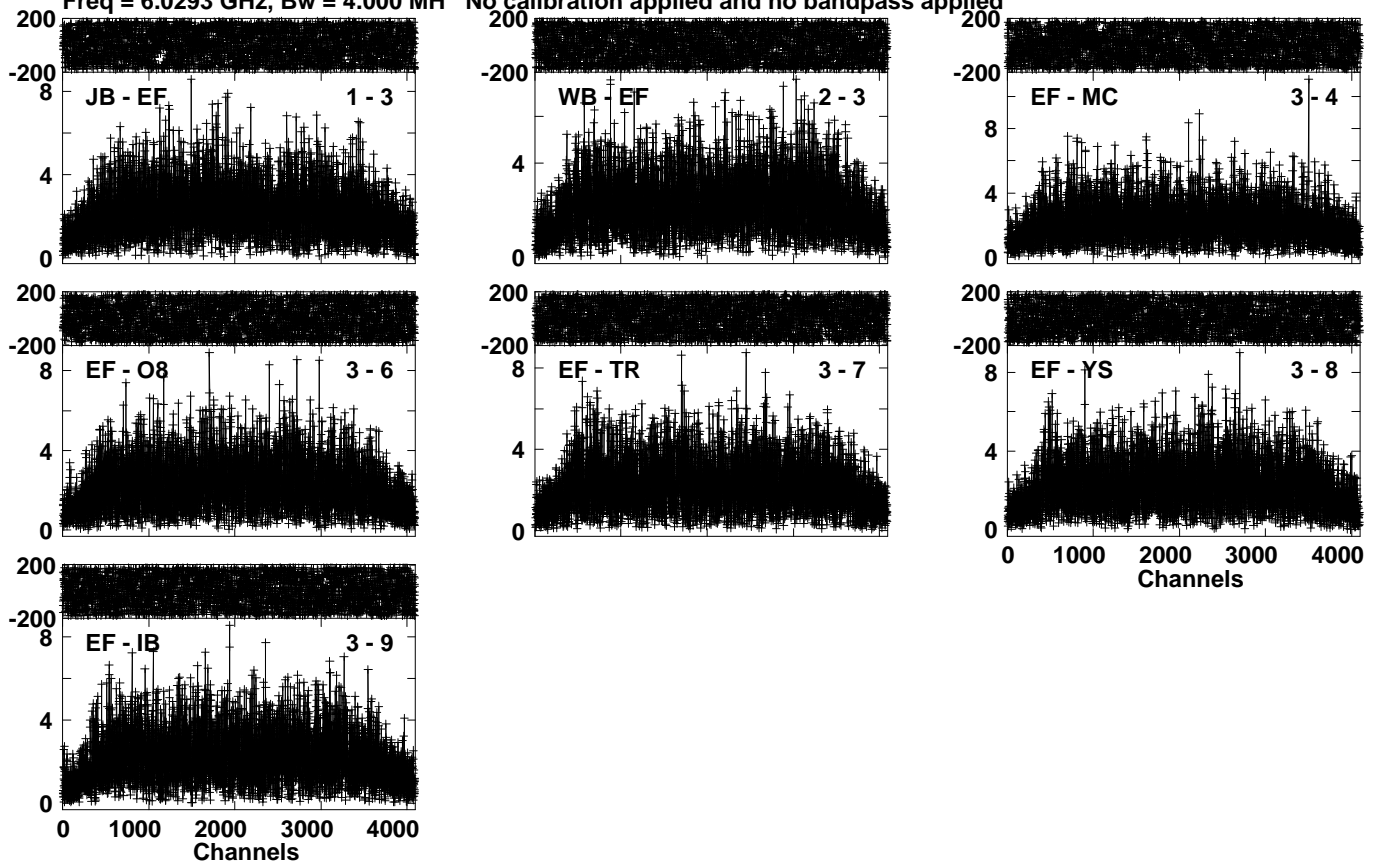 Freq = 6.0293 GHz, Bw = 4.000 MH No calibration applied and no bandpass applied
200 200 200
-200 -200 -200
JB - EF 1 - 3 WB - EF 2 - 3 EF - MC 3 - 4
8
8
4 4 4
0 0 0
200 200 200
-200 -200 -200
EF - O8 3 - 6 EF - TR 3 - 7 EF - YS 3 - 8
8 8 8
4 4 4
0 0 0
0 1000 2000 3000 4000
Channels
200
-200
EF - IB 3 - 9
8
4
0
0 1000 2000 3000 4000
Channels